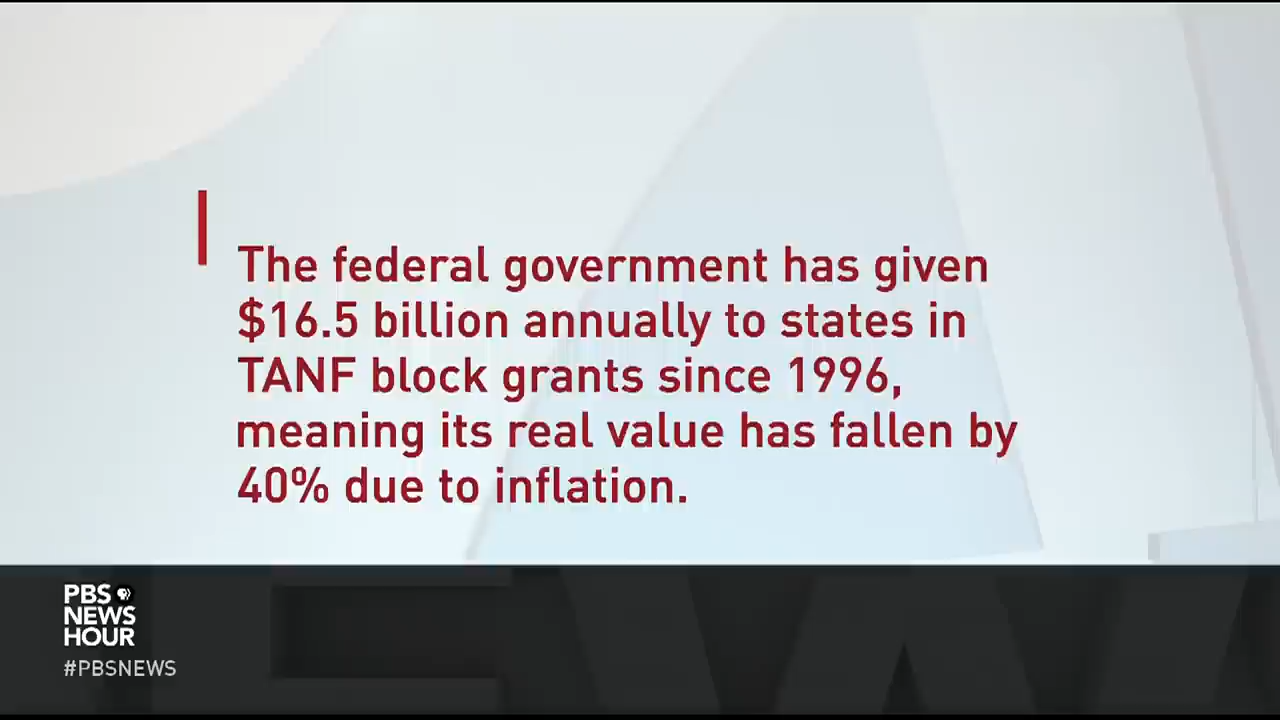 The federal government has given
$16.5 billion annually to states in
TANF block grants since 1996,
meaning its real value has fallen by
40% due to inflation.
PBS
NEWS
HOUR
#PBSNEWS